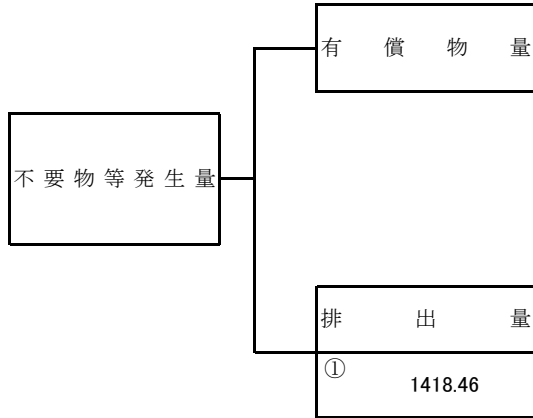 有償物量
不要物等発生量
排出量
①
1418.46